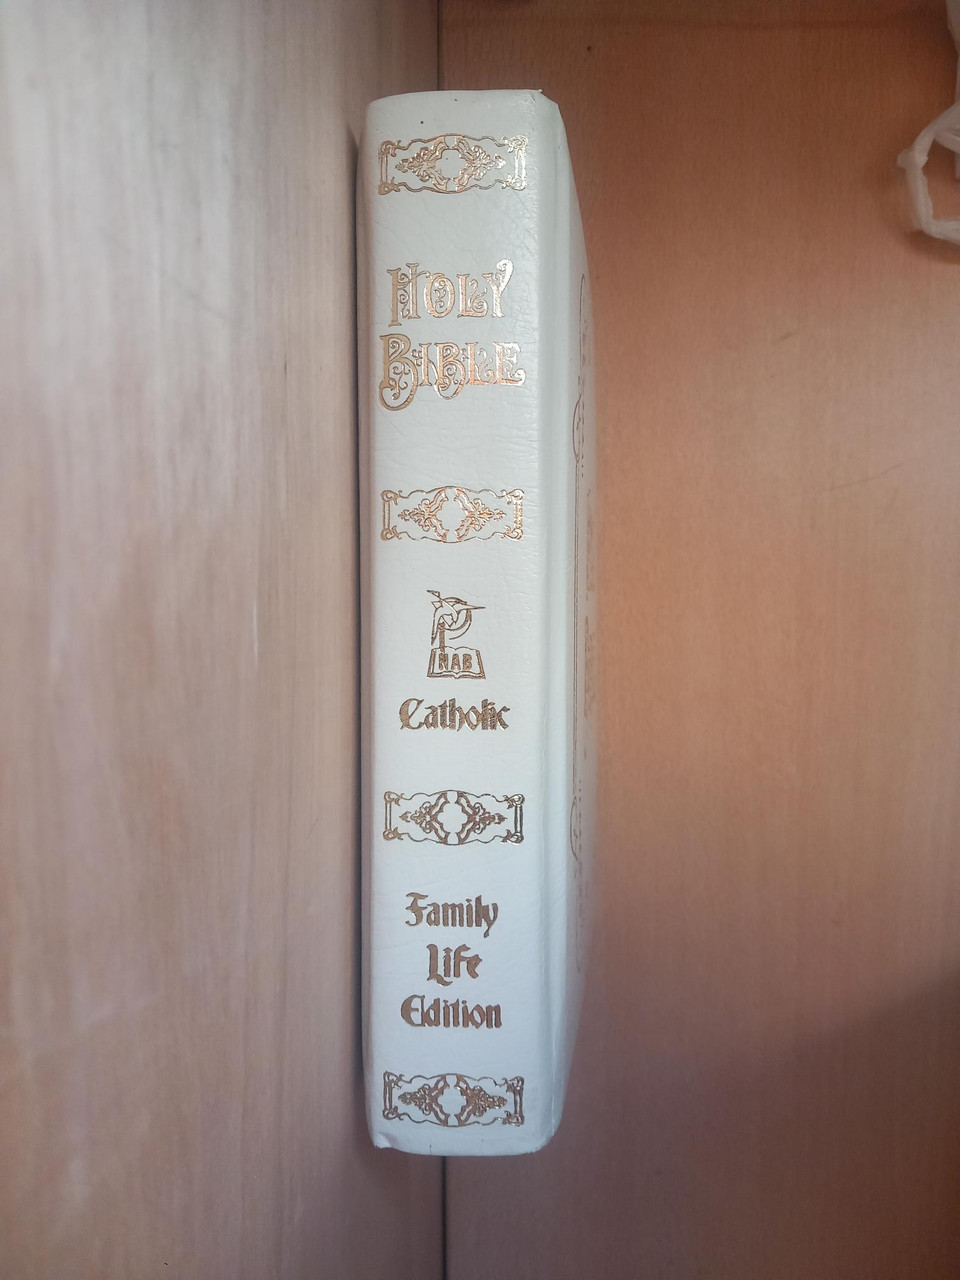 HOLY
BIBLE
NAB
Catholic
Family
Life
Edition